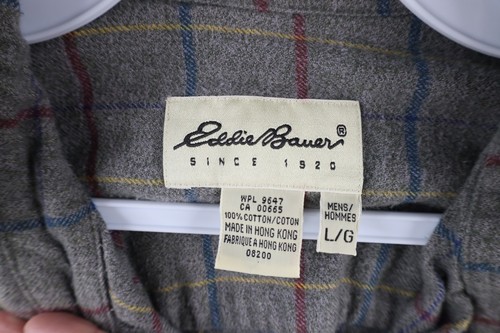 Eddie Bauer®
SINCE 1920
WPL 9647
CA 00665
100% COTTON/COTON
MADE IN HONG KONG
FABRIQUE A HONG KONG
08200
MENS/
HOMMES
L/G